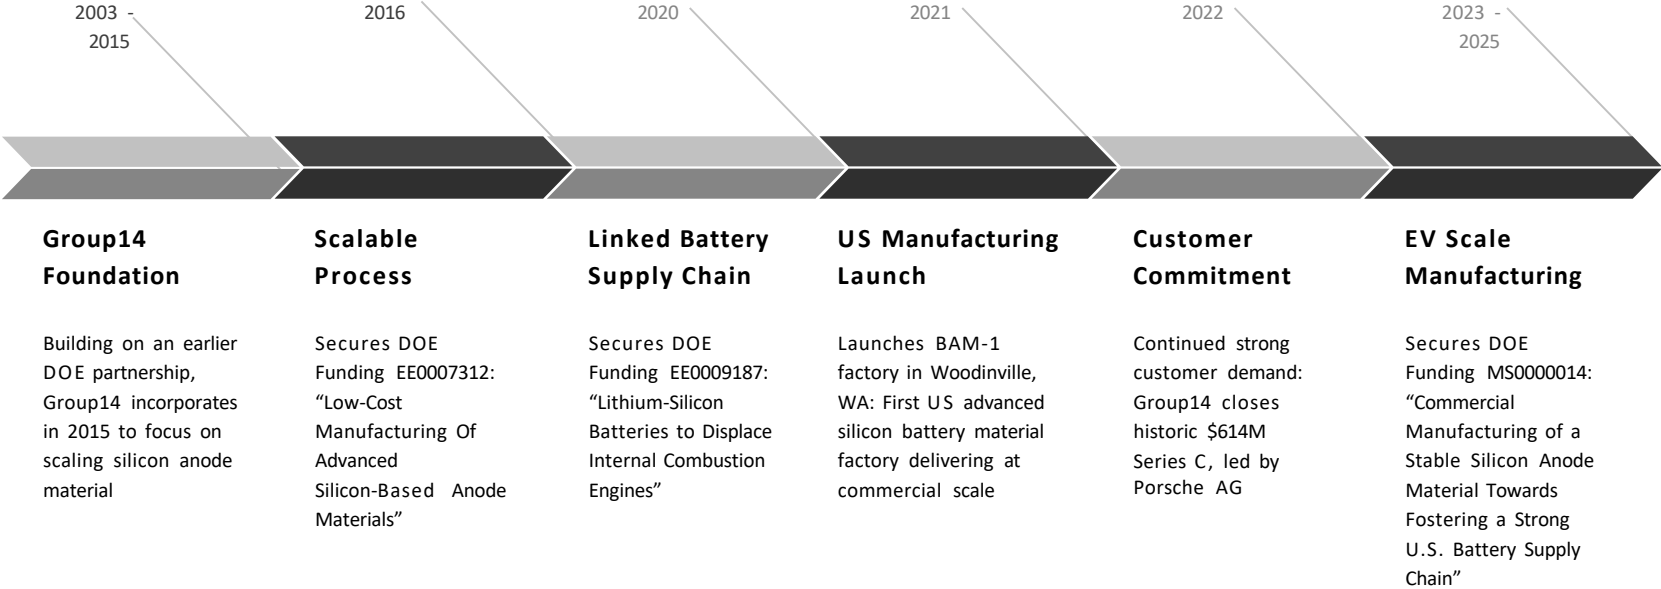 2003 -
2015
2016
2020
2021
2022
2023 -
2025
Group14
Foundation
Building on an earlier
DOE partnership,
Group14 incorporates
in 2015 to focus on
scaling silicon anode
material
Scalable
Process
Secures DOE
Funding EE0007312:
“Low-Cost
Manufacturing Of
Advanced
Silicon-Based Anode
Materials”
Linked Battery
Supply Chain
Secures DOE
Funding EE0009187:
“Lithium-Silicon
Batteries to Displace
Internal Combustion
Engines”
US Manufacturing
Launch
Launches BAM-1
factory in Woodinville,
WA: First US advanced
silicon battery material
factory delivering at
commercial scale
Customer
Commitment
Continued strong
customer demand:
Group14 closes
historic $614M
Series C, led by
Porsche AG
EV Scale
Manufacturing
Secures DOE
Funding MS0000014:
“Commercial
Manufacturing of a
Stable Silicon Anode
Material Towards
Fostering a Strong
U.S. Battery Supply
Chain”